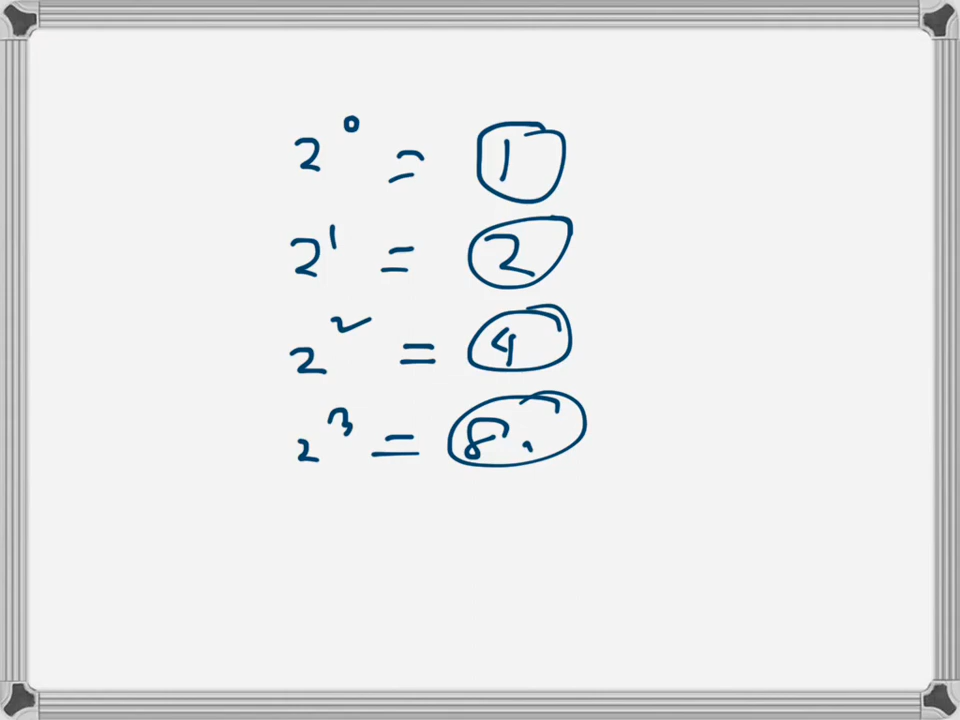 2⁰ = 1
2¹ = 2
2² = 4
2³ = 8.